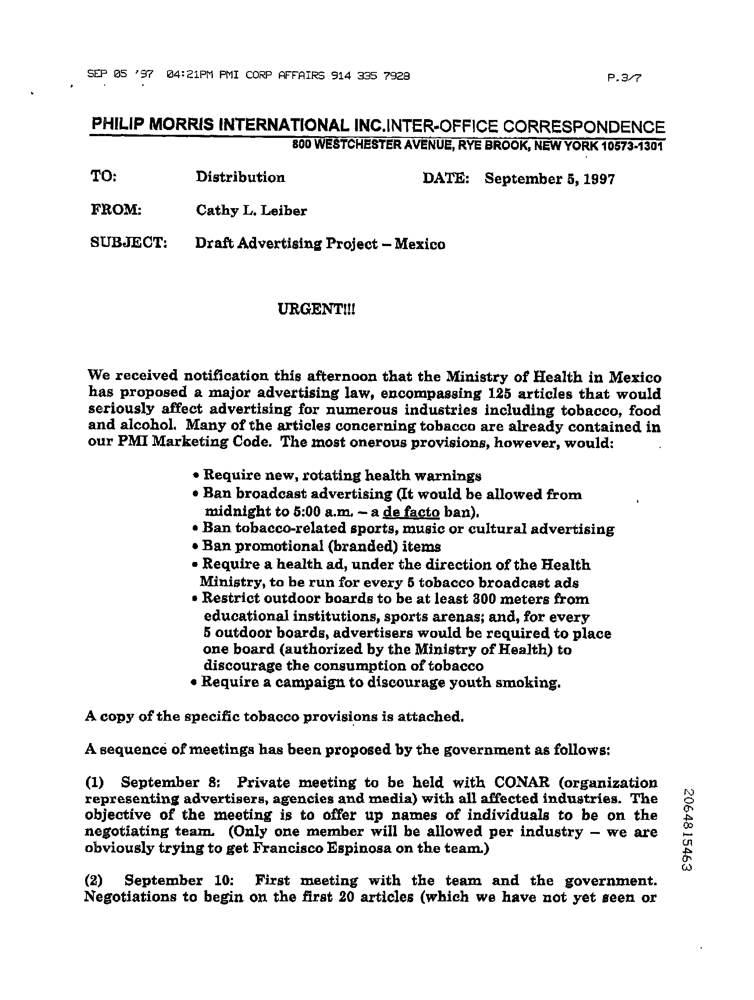 SEP 05 '97 04:21PM PMI CORP AFFAIRS 914 335 7928 P.3/7
PHILIP MORRIS INTERNATIONAL INC.INTER-OFFICE CORRESPONDENCE
800 WESTCHESTER AVENUE, RYE BROOK, NEW YORK 10573-1301
TO: Distribution DATE: September 5, 1997
FROM: Cathy L. Leiber
SUBJECT: Draft Advertising Project – Mexico
URGENT!!!
We received notification this afternoon that the Ministry of Health in Mexico
has proposed a major advertising law, encompassing 125 articles that would
seriously affect advertising for numerous industries including tobacco, food
and alcohol. Many of the articles concerning tobacco are already contained in
our PMI Marketing Code. The most onerous provisions, however, would:
• Require new, rotating health warnings
• Ban broadcast advertising (It would be allowed from
midnight to 5:00 a.m. – a de facto ban).
• Ban tobacco-related sports, music or cultural advertising
• Ban promotional (branded) items
• Require a health ad, under the direction of the Health
Ministry, to be run for every 5 tobacco broadcast ads
• Restrict outdoor boards to be at least 300 meters from
educational institutions, sports arenas; and, for every
5 outdoor boards, advertisers would be required to place
one board (authorized by the Ministry of Health) to
discourage the consumption of tobacco
• Require a campaign to discourage youth smoking.
A copy of the specific tobacco provisions is attached.
A sequence of meetings has been proposed by the government as follows:
(1) September 8: Private meeting to be held with CONAR (organization
representing advertisers, agencies and media) with all affected industries. The
objective of the meeting is to offer up names of individuals to be on the
negotiating team. (Only one member will be allowed per industry – we are
obviously trying to get Francisco Espinosa on the team.)
(2) September 10: First meeting with the team and the government.
Negotiations to begin on the first 20 articles (which we have not yet seen or
2064815463